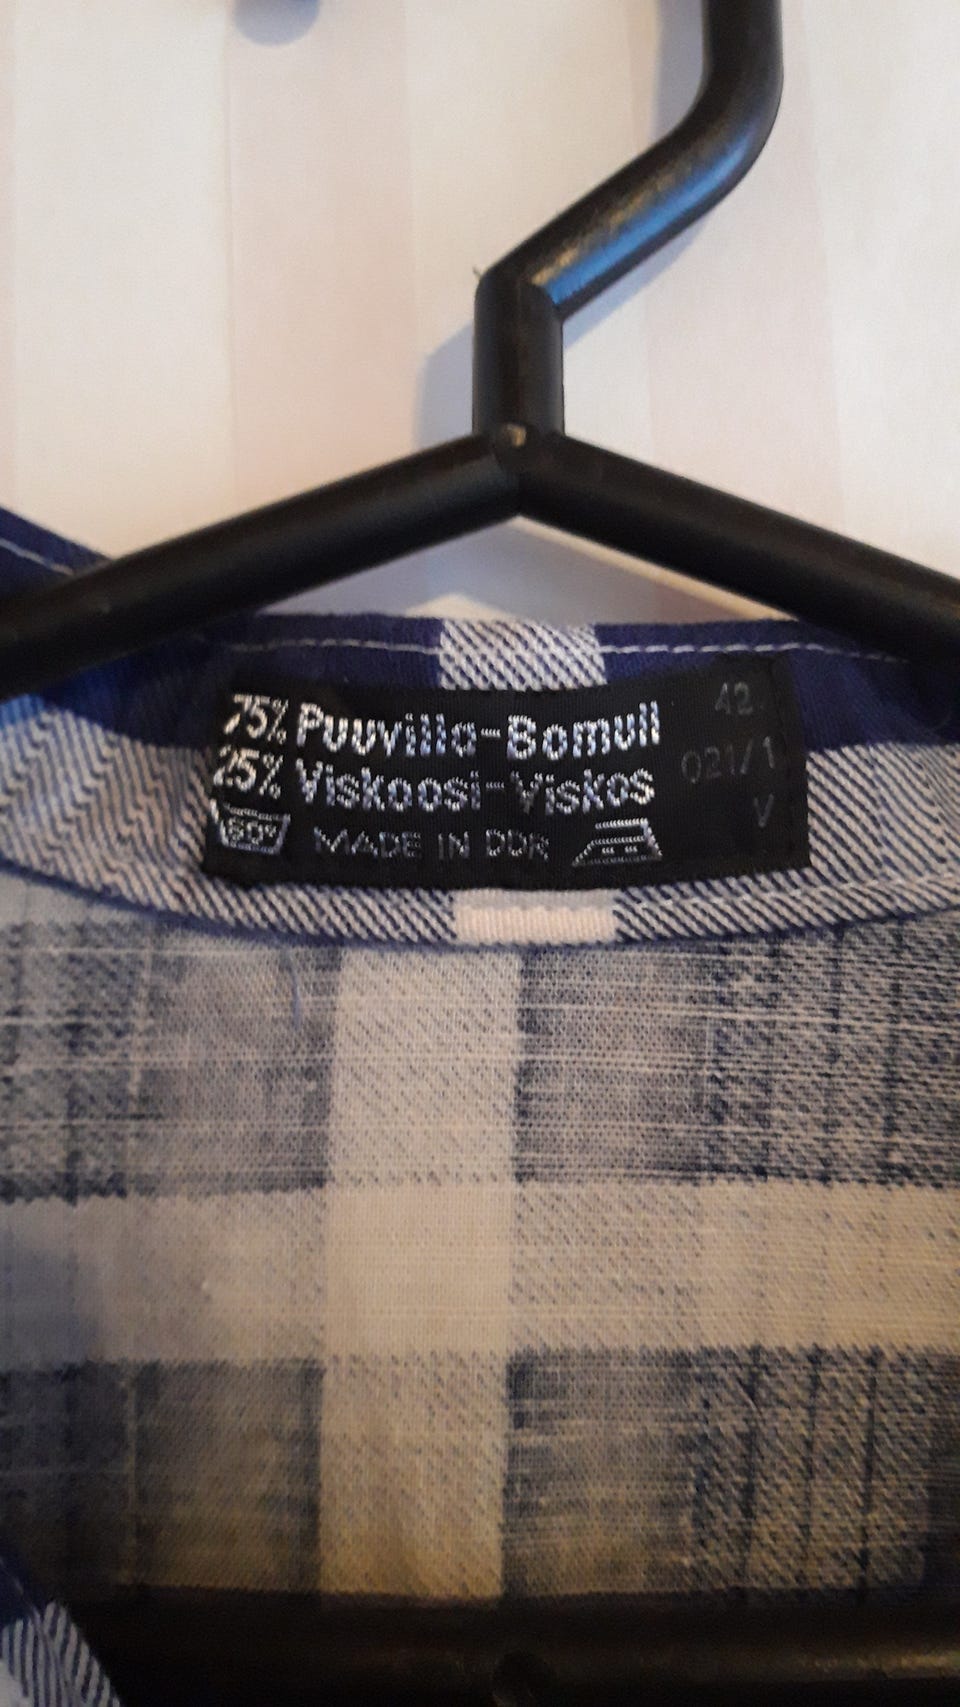 75% Puuvilla-Bomull
25% Viskoosi-Viskos
60° MADE IN DDR
42
021/1
V